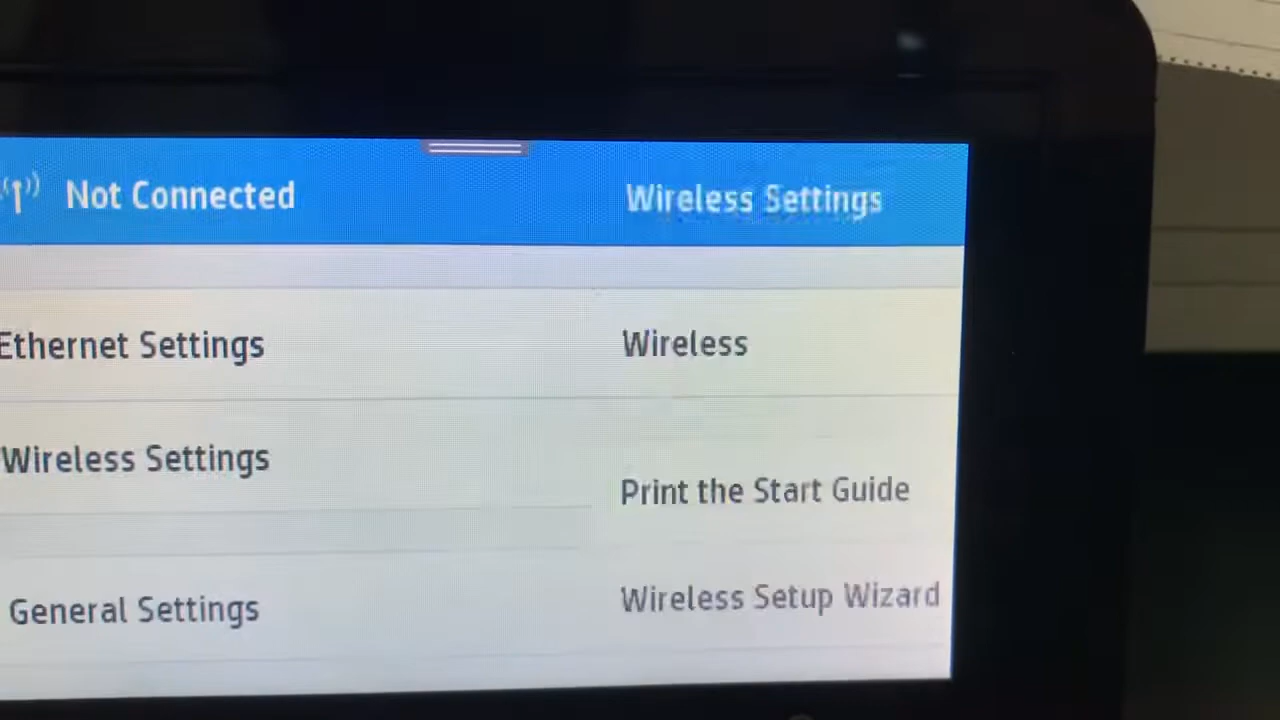 Not Connected
Wireless Settings
Ethernet Settings
Wireless
Wireless Settings
Print the Start Guide
General Settings
Wireless Setup Wizard